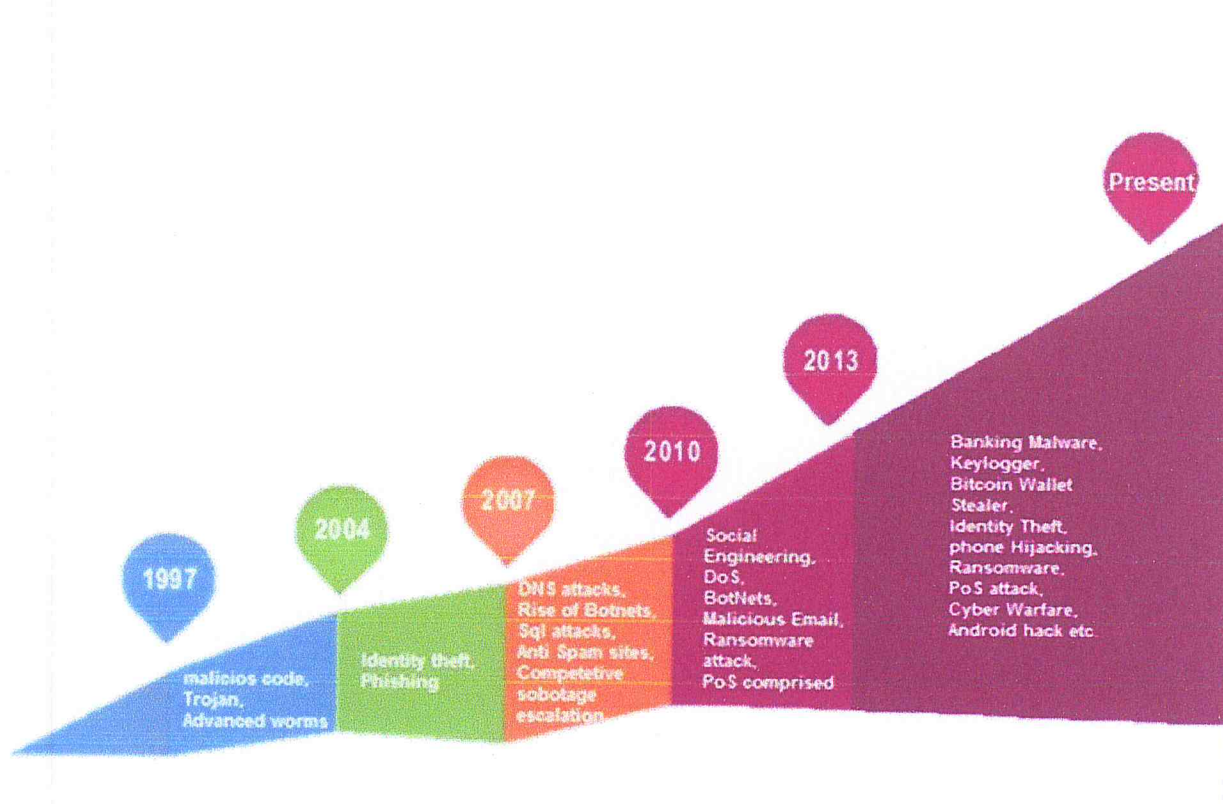 Present
2013
2010
2007
2004
1997
malicios code,
Trojan,
Advanced worms
Identity theft,
Phishing
DNS attacks,
Rise of Botnets,
Sql attacks,
Anti Spam sites,
Competetive
sobotage
escalation
Social
Engineering,
DoS,
BotNets,
Malicious Email,
Ransomware
attack,
PoS comprised
Banking Malware,
Keylogger,
Bitcoin Wallet
Stealer,
Identity Theft,
phone Hijacking,
Ransomware,
PoS attack,
Cyber Warfare,
Android hack etc.